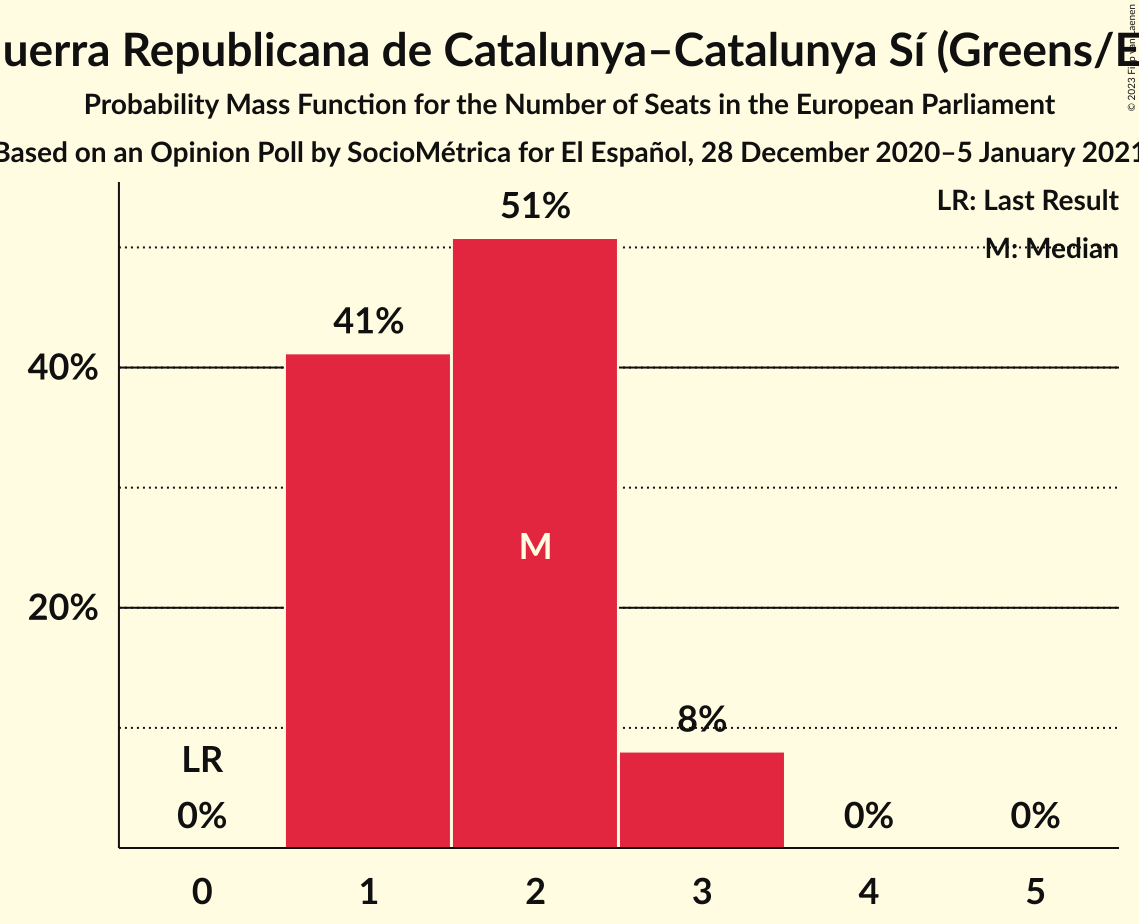 uerra Republicana de Catalunya–Catalunya Sí (Greens/E
Probability Mass Function for the Number of Seats in the European Parliament
Based on an Opinion Poll by SocioMétrica for El Español, 28 December 2020–5 January 2021
LR: Last Result
M: Median
51%
41%
40%
M
20%
8%
LR
0%
0%
0%
0
1
2
3
4
5
© 2023